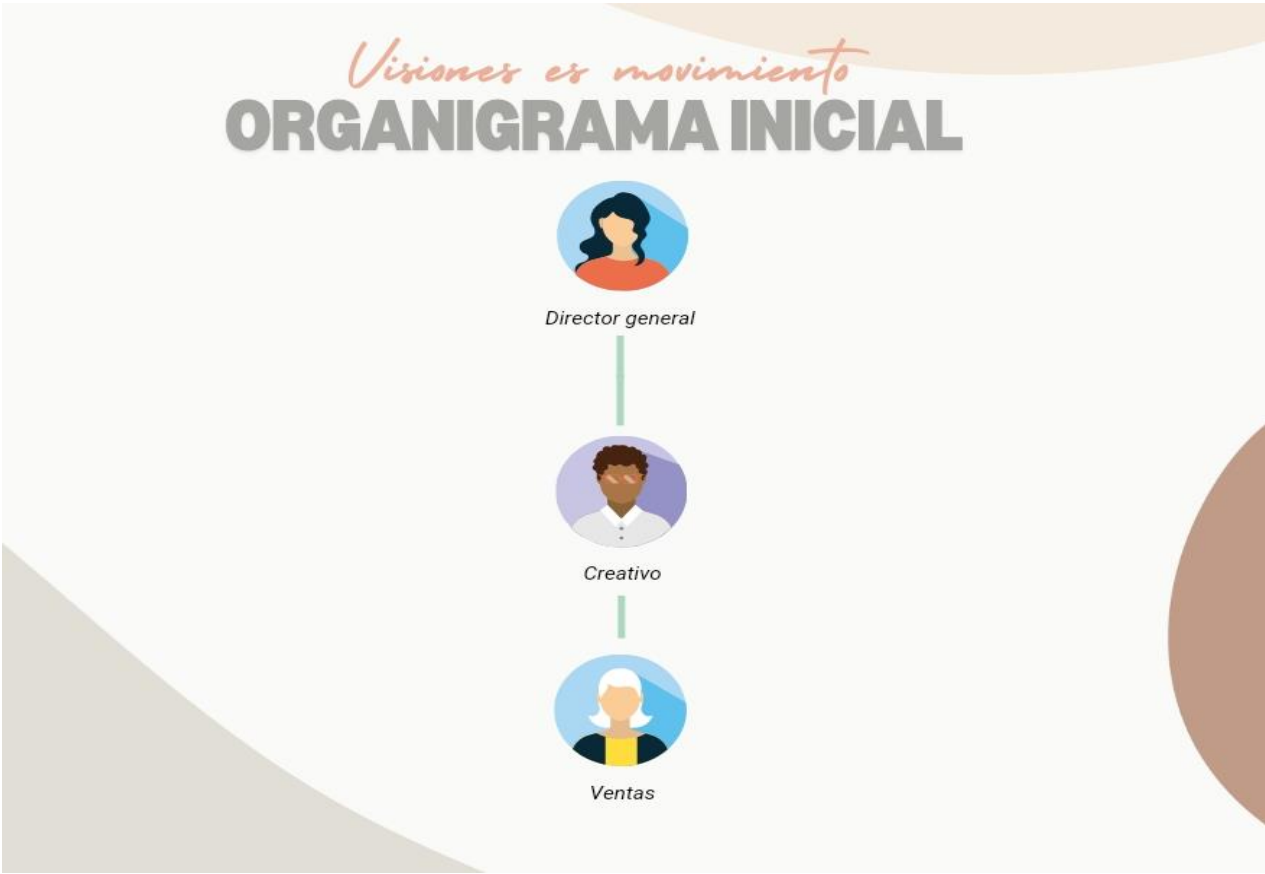 Visiones es movimiento
ORGANIGRAMA INICIAL
Director general
Creativo
Ventas